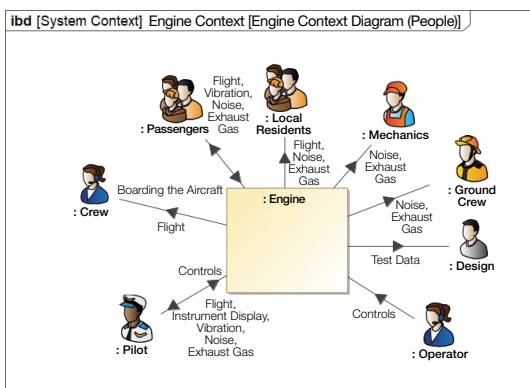 ibd [System Context] Engine Context [Engine Context Diagram (People)]
: Passengers
Flight,
Vibration,
Noise,
Exhaust
Gas
: Local
Residents
Flight,
Noise,
Exhaust
Gas
: Mechanics
Noise,
Exhaust
Gas
: Crew
Boarding the Aircraft
Flight
: Engine
: Ground
Crew
Noise,
Exhaust
Gas
Test Data
: Design
Controls
Flight,
Instrument Display,
Vibration,
Noise,
Exhaust Gas
: Pilot
Controls
: Operator